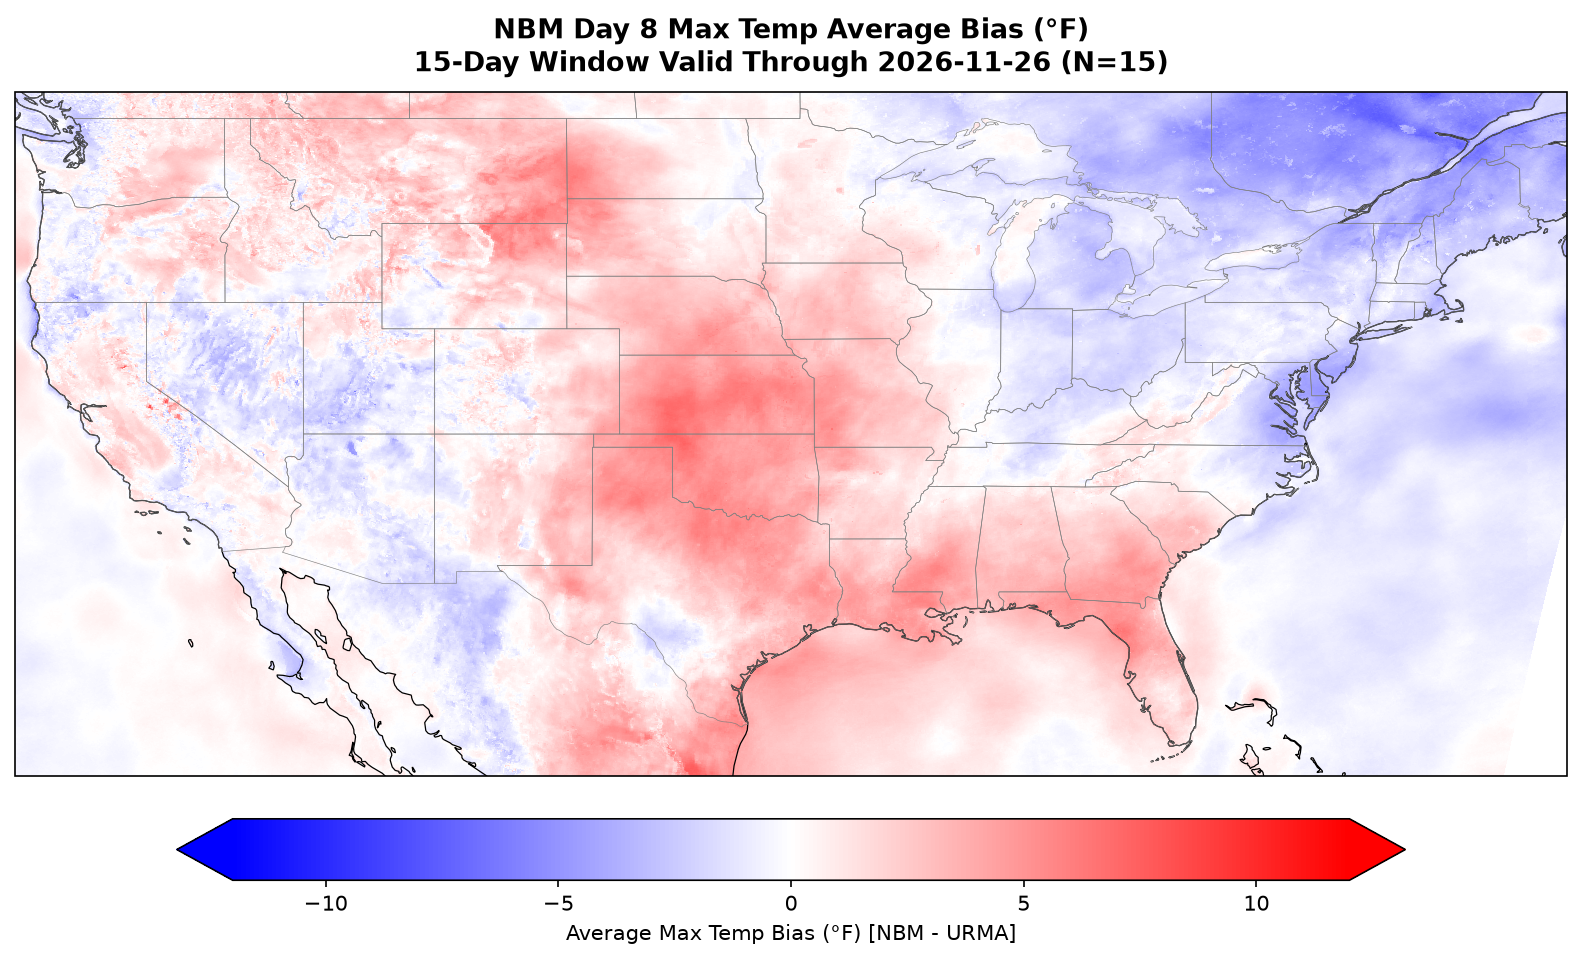 NBM Day 8 Max Temp Average Bias (°F)
15-Day Window Valid Through 2026-11-26 (N=15)
−10 −5 0 5 10
Average Max Temp Bias (°F) [NBM - URMA]